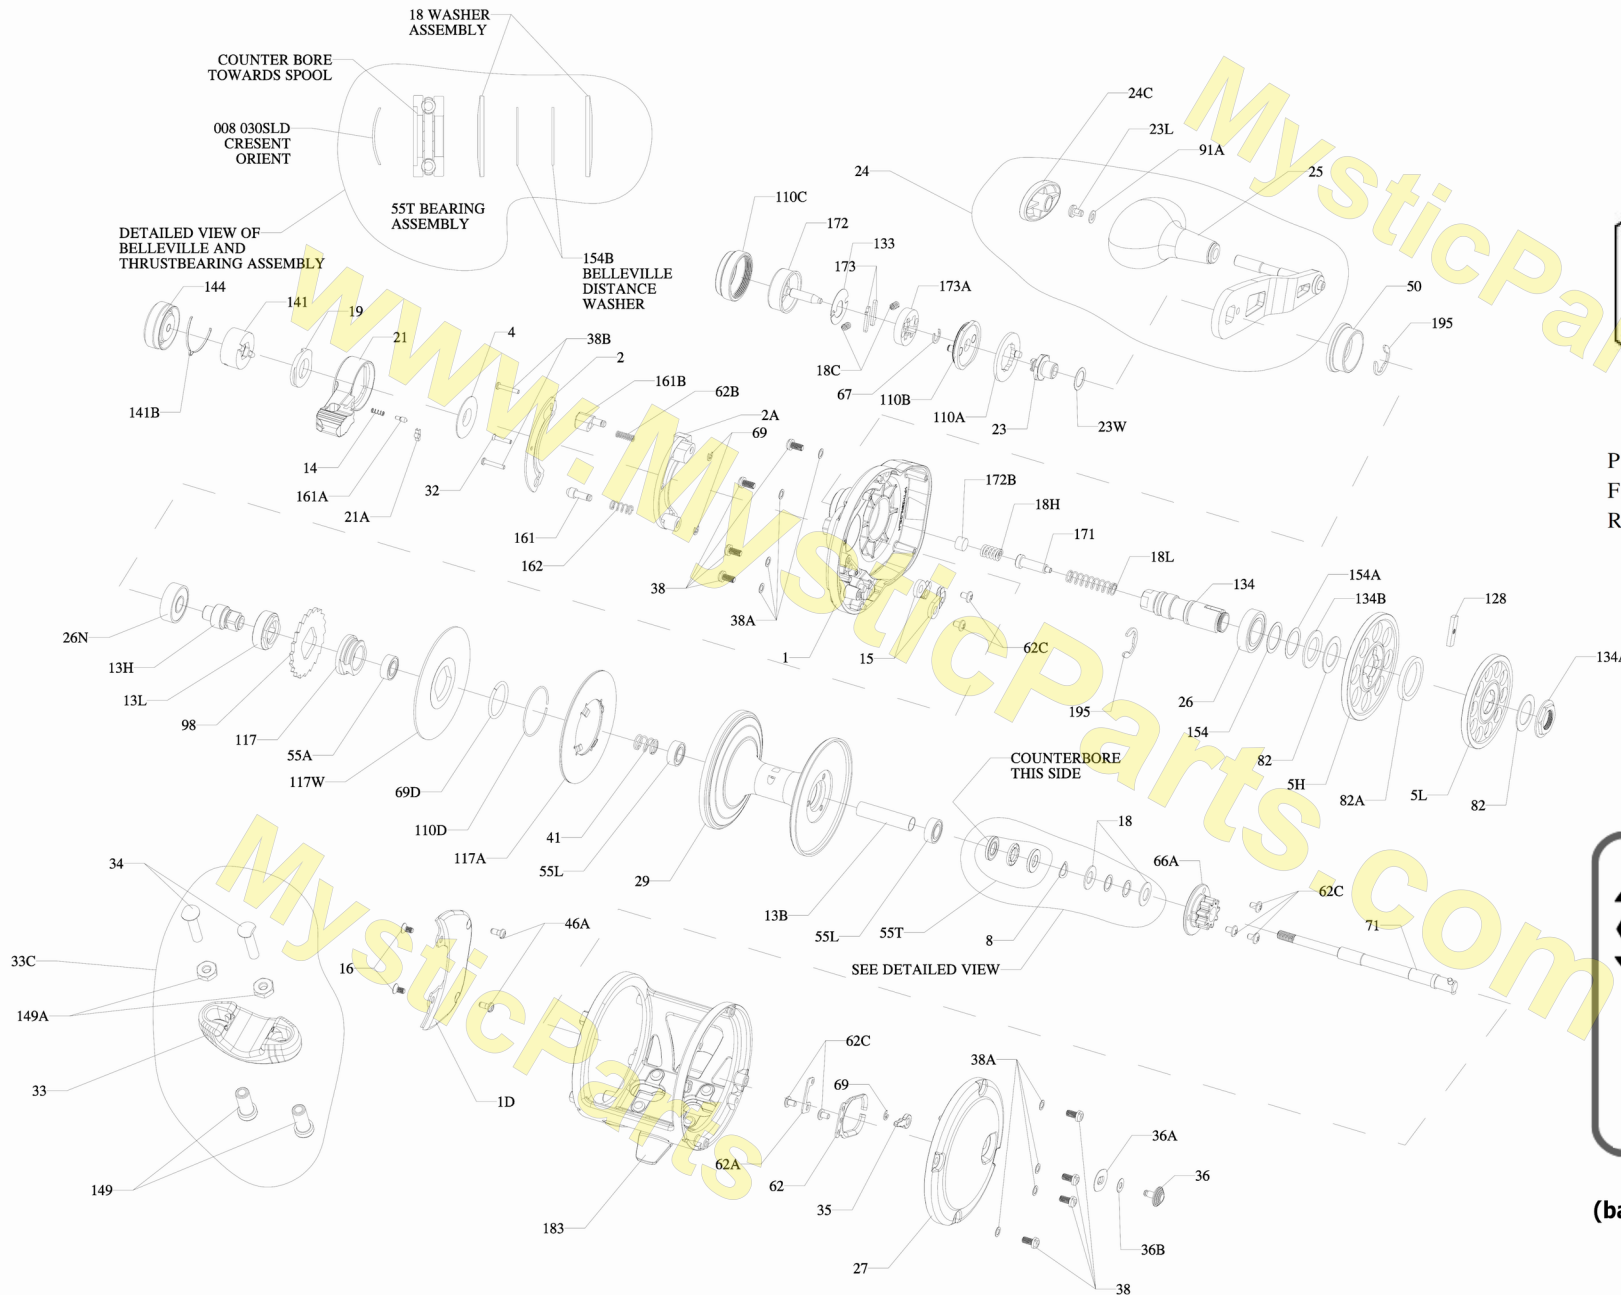 18 WASHER
ASSEMBLY
COUNTER BORE
TOWARDS SPOOL
008 030SLD
CRESENT
ORIENT
55T BEARING
ASSEMBLY
DETAILED VIEW OF
BELLEVILLE AND
THRUSTBEARING ASSEMBLY
154B
BELLEVILLE
DISTANCE
WASHER
24C
23L
91A
24
25
110C
172
133
173
173A
50
195
144
141
19
21
4
38B
2
161B
62B
2A
69
18C
67
110B
110A
23
23W
141B
14
161A
21A
32
161
162
38
38A
1
15
62C
172B
18H
171
18L
134
154A
134B
128
134A
195
26
154
82
5H
82A
5L
82
26N
13H
13L
98
117
55A
117W
69D
110D
117A
41
55L
29
COUNTERBORE
THIS SIDE
18
66A
62C
71
13B
55L
55T
8
SEE DETAILED VIEW
34
33C
149A
33
149
16
46A
1D
183
62C
69
62A
62
35
27
38A
36A
36
36B
38
P
F
R
(ba
www.MysticParts.com
MysticPar
MysticParts